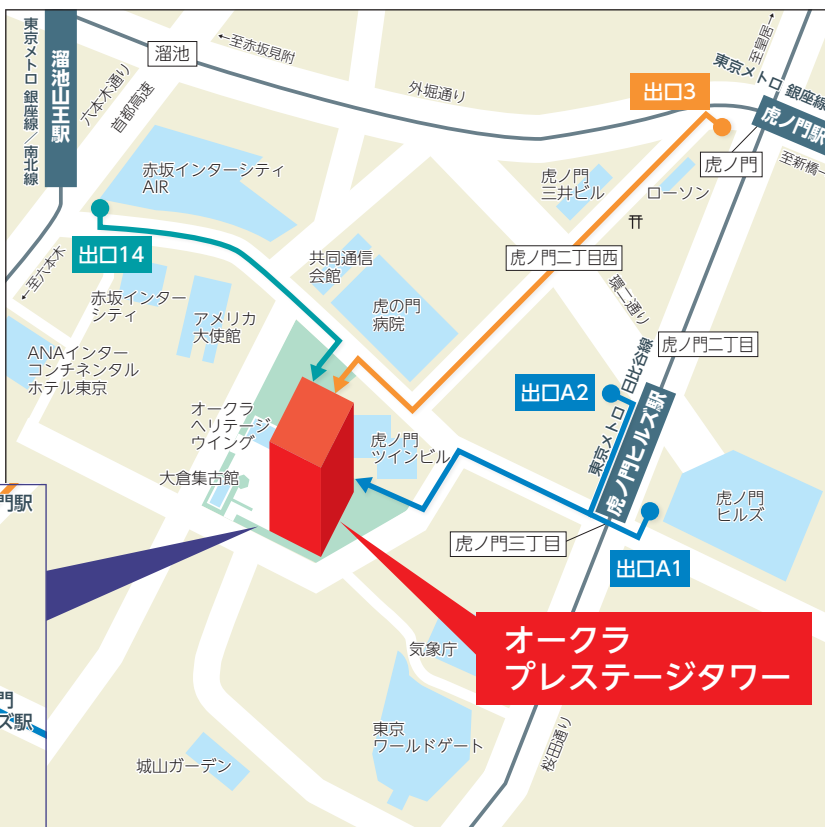 東京メトロ 銀座線／南北線
溜池山王駅
六本木通り
首都高速
溜池
←至赤坂見附
外堀通り
至皇居→
東京メトロ 銀座線
出口3
虎ノ門駅
虎ノ門
至新橋→
赤坂インターシティ
AIR
虎ノ門
三井ビル
ローソン
出口14
←至六本木
共同通信
会館
虎ノ門二丁目西
環二通り
赤坂インター
シティ
アメリカ
大使館
虎の門
病院
ANAインター
コンチネンタル
ホテル東京
虎ノ門二丁目
東京メトロ 日比谷線
出口A2
虎ノ門ヒルズ駅
オークラ
ヘリテージ
ウイング
虎ノ門
ツインビル
大倉集古館
虎ノ門
ヒルズ
門駅
虎ノ門三丁目
出口A1
オークラ
プレステージタワー
気象庁
門
ズ駅
東京
ワールドゲート
桜田通り
城山ガーデン